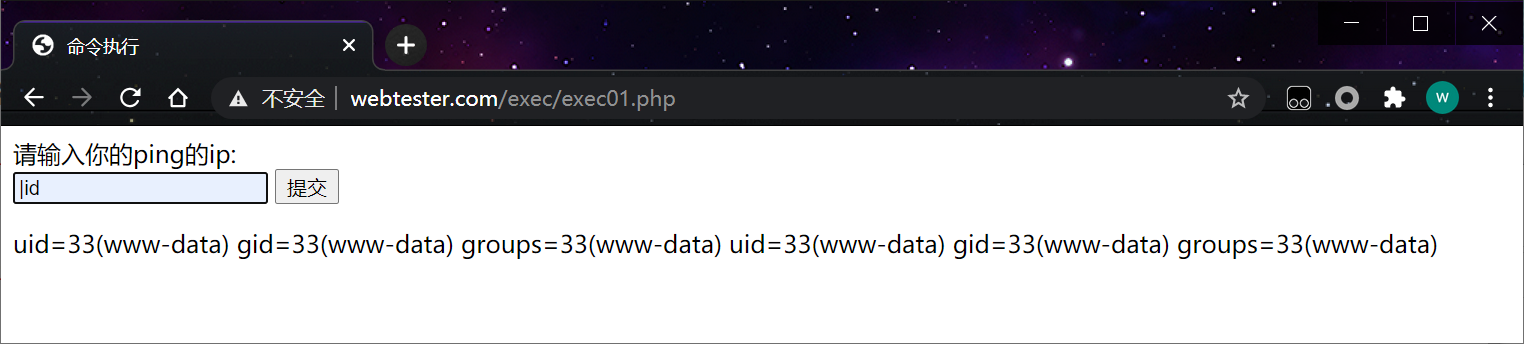 命令执行
不安全 webtester.com/exec/exec01.php
W
请输入你的ping的ip:
|id 提交
uid=33(www-data) gid=33(www-data) groups=33(www-data) uid=33(www-data) gid=33(www-data) groups=33(www-data)